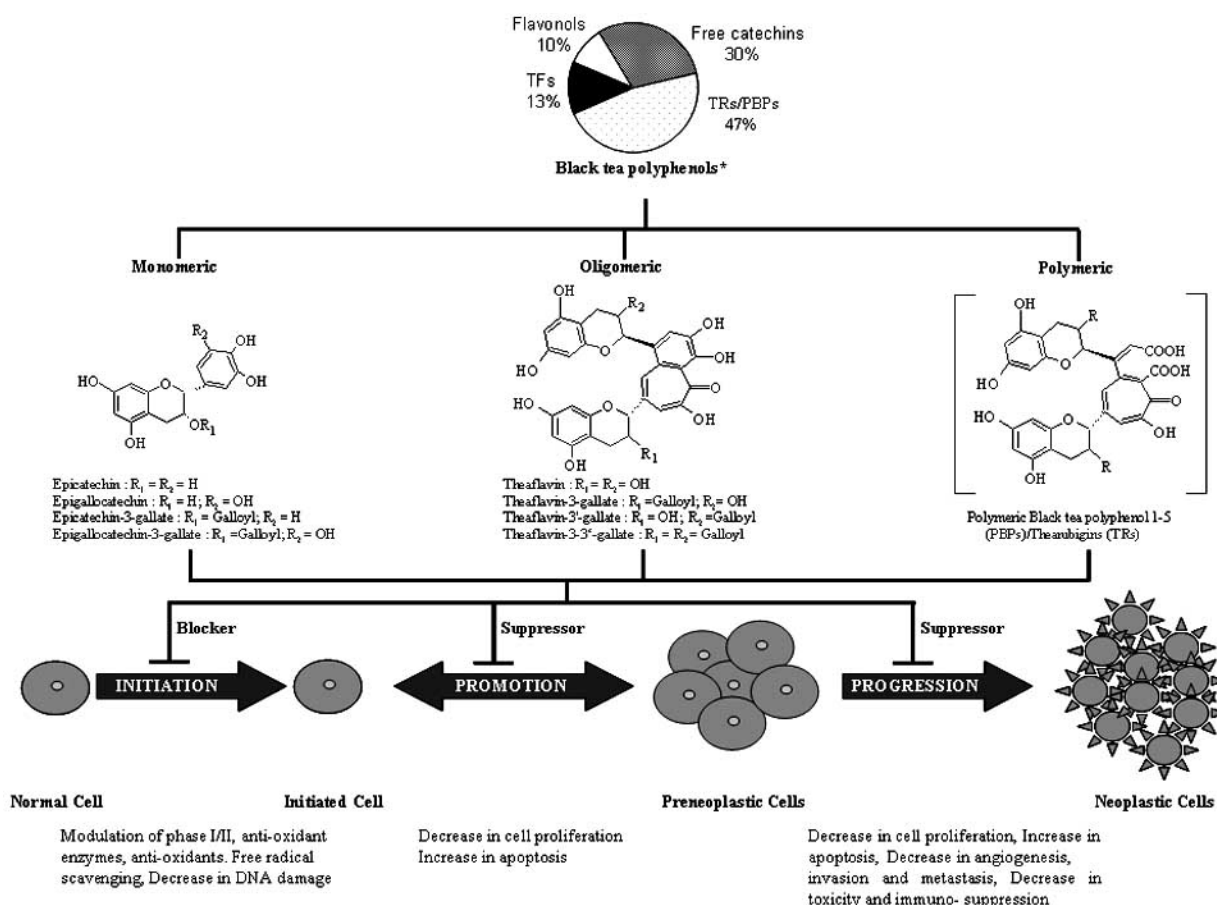 Flavonols
10%
Free catechins
30%
TFs
13%
TRs/PBPs
47%
Black tea polyphenols*
Monomeric
Oligomeric
Polymeric
R2
OH
OH
HO
O
OR1
OH
OH
R2
HO
O
OH
OH
O
HO
O
OH
R1
OH
OH
R
HO
O
COOH
COOH
O
HO
O
OH
R
OH
Epicatechin : R1 = R2 = H
Epigallocatechin : R1 = H; R2 = OH
Epicatechin-3-gallate : R1 = Galloyl; R2 = H
Epigallocatechin-3-gallate : R1 =Galloyl; R2 = OH
Theaflavin : R1 = R2 = OH
Theaflavin-3-gallate : R1 =Galloyl; R2 = OH
Theaflavin-3'-gallate : R1 = OH; R2 =Galloyl
Theaflavin-3-3'-gallate : R1 = R2 = Galloyl
Polymeric Black tea polyphenol 1-5
(PBPs)/Thearubigins (TRs)
Blocker
Suppressor
Suppressor
INITIATION
PROMOTION
PROGRESSION
Normal Cell
Initiated Cell
Preneoplastic Cells
Neoplastic Cells
Modulation of phase I/II, anti-oxidant
enzymes, anti-oxidants. Free radical
scavenging, Decrease in DNA damage
Decrease in cell proliferation
Increase in apoptosis
Decrease in cell proliferation, Increase in
apoptosis, Decrease in angiogenesis,
invasion and metastasis, Decrease in
toxicity and immuno- suppression